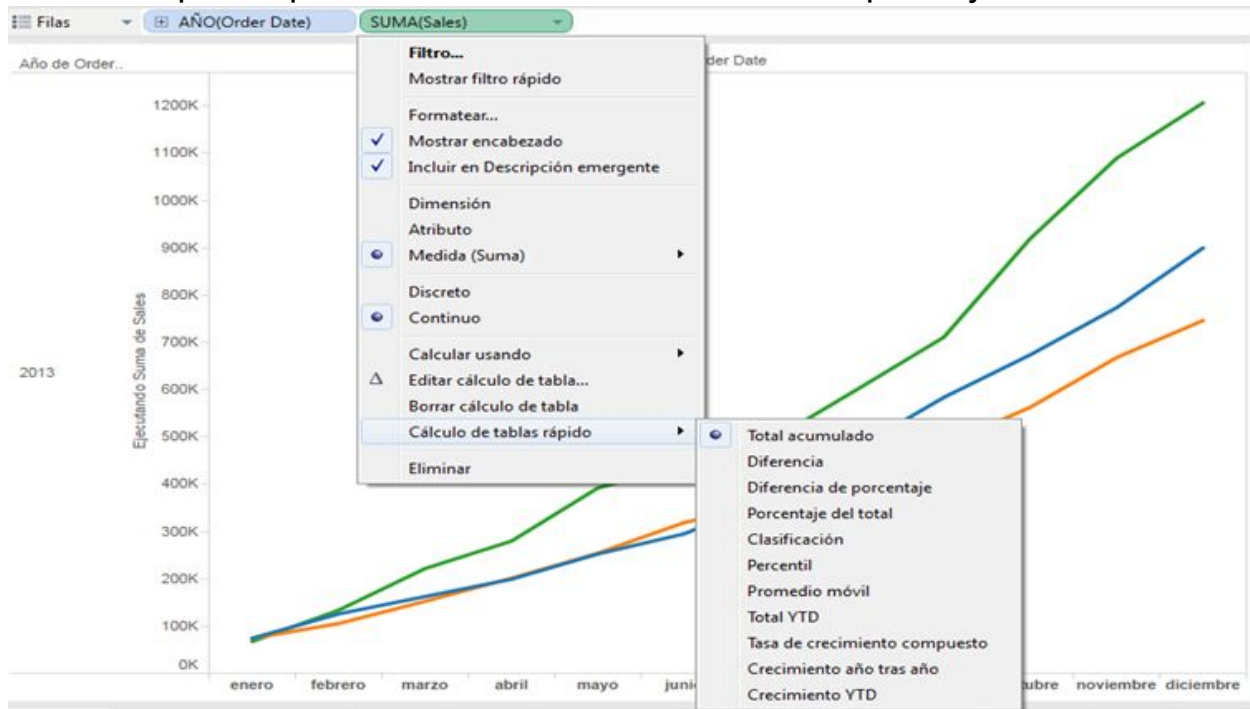 Filas
AÑO(Order Date)
SUMA(Sales)
Año de Order..
der Date
Filtro...
Mostrar filtro rápido
Formatear...
Mostrar encabezado
Incluir en Descripción emergente
Dimensión
Atributo
Medida (Suma)
Discreto
Continuo
Calcular usando
Editar cálculo de tabla...
Borrar cálculo de tabla
Cálculo de tablas rápido
Eliminar
Total acumulado
Diferencia
Diferencia de porcentaje
Porcentaje del total
Clasificación
Percentil
Promedio móvil
Total YTD
Tasa de crecimiento compuesto
Crecimiento año tras año
Crecimiento YTD
2013
Ejecutando Suma de Sales
1200K
1100K
1000K
900K
800K
700K
600K
500K
400K
300K
200K
100K
0K
enero febrero marzo abril mayo juni ubre noviembre diciembre